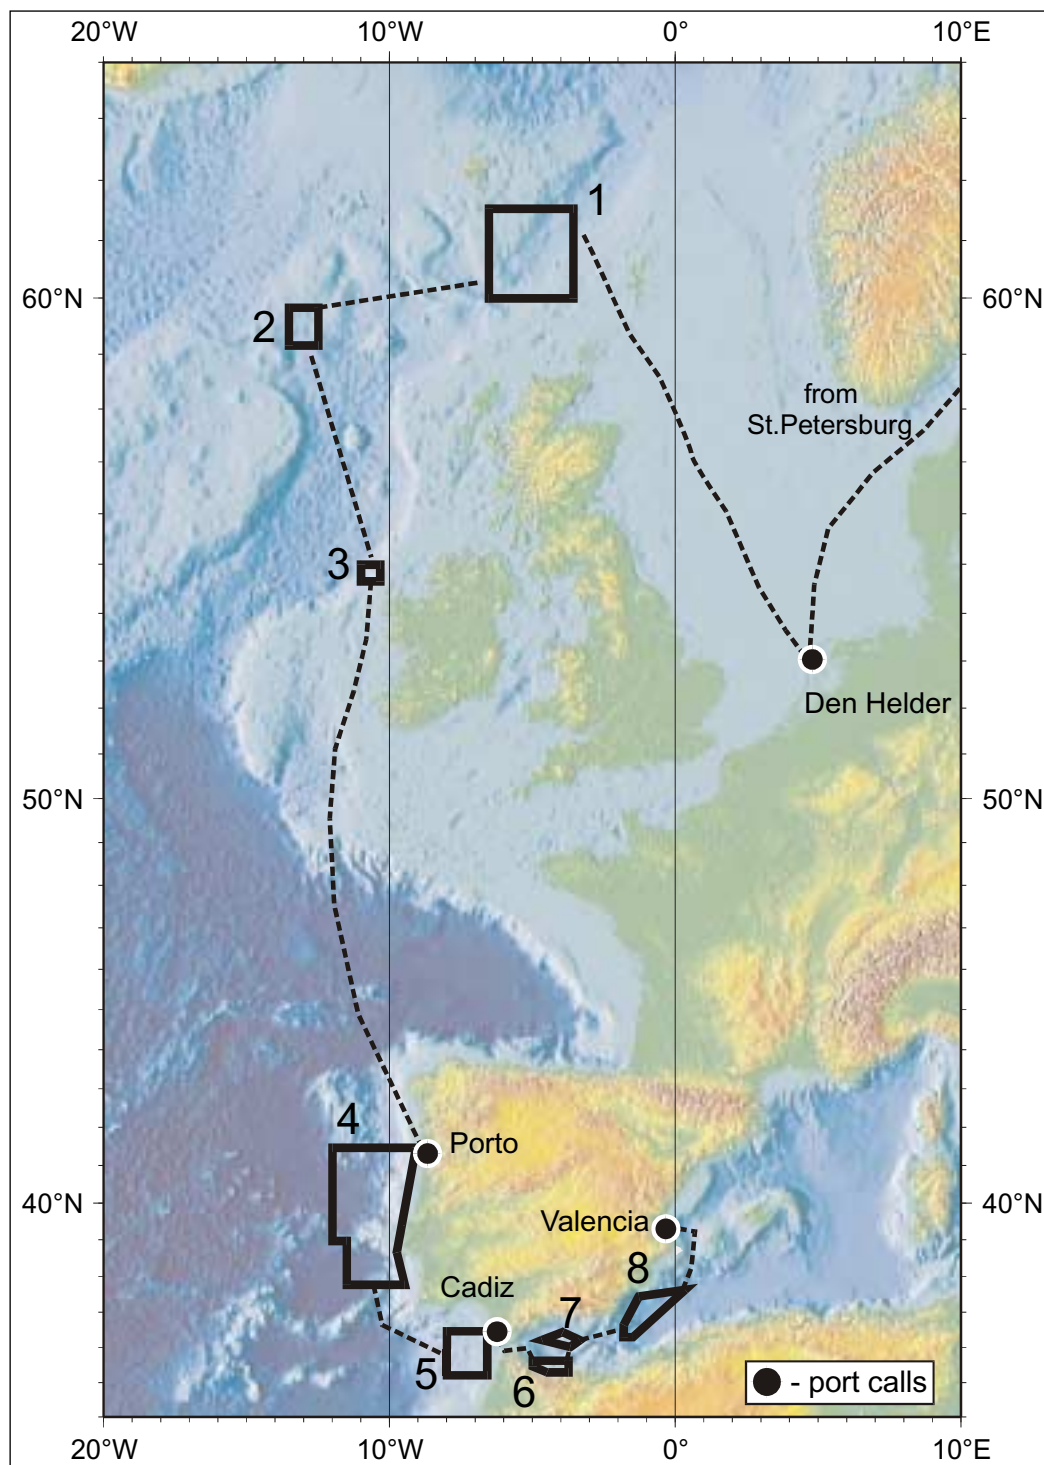 20°W 10°W 0° 10°E
1
60°N 60°N
2
from
St.Petersburg
3
Den Helder
50°N 50°N
4
Porto
40°N 40°N
Valencia
8
Cadiz
7
5
6
- port calls
20°W 10°W 0° 10°E